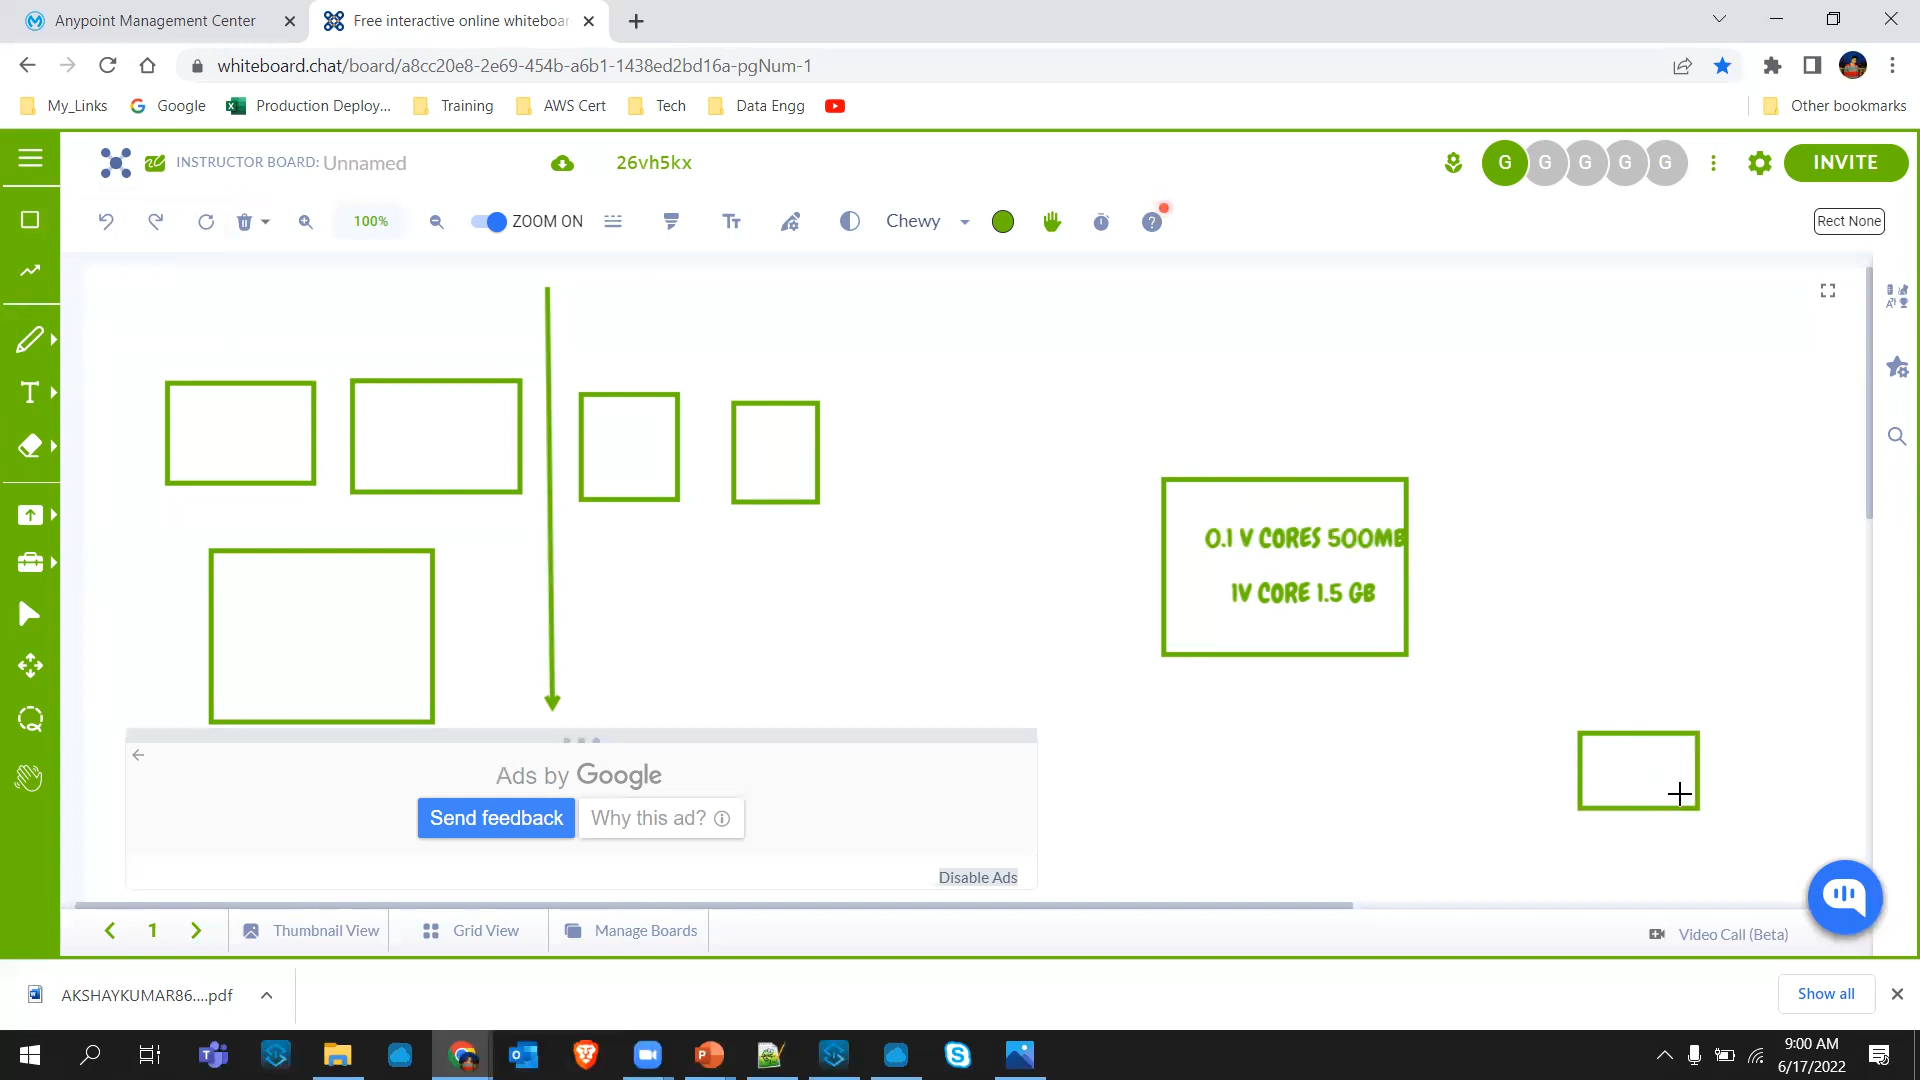 Anypoint Management Center
Free interactive online whiteboar
whiteboard.chat/board/a8cc20e8-2e69-454b-a6b1-1438ed2bd16a-pgNum-1
My_Links
Google
Production Deploy...
Training
AWS Cert
Tech
Data Engg
Other bookmarks
INSTRUCTOR BOARD: Unnamed
26vh5kx
G
G
G
G
G
INVITE
100%
ZOOM ON
Chewy
Rect None
0.1 V CORES 500MB
1V CORE 1.5 GB
Ads by Google
Send feedback
Why this ad?
Disable Ads
1
Thumbnail View
Grid View
Manage Boards
Video Call (Beta)
AKSHAYKUMAR86....pdf
Show all
9:00 AM
6/17/2022